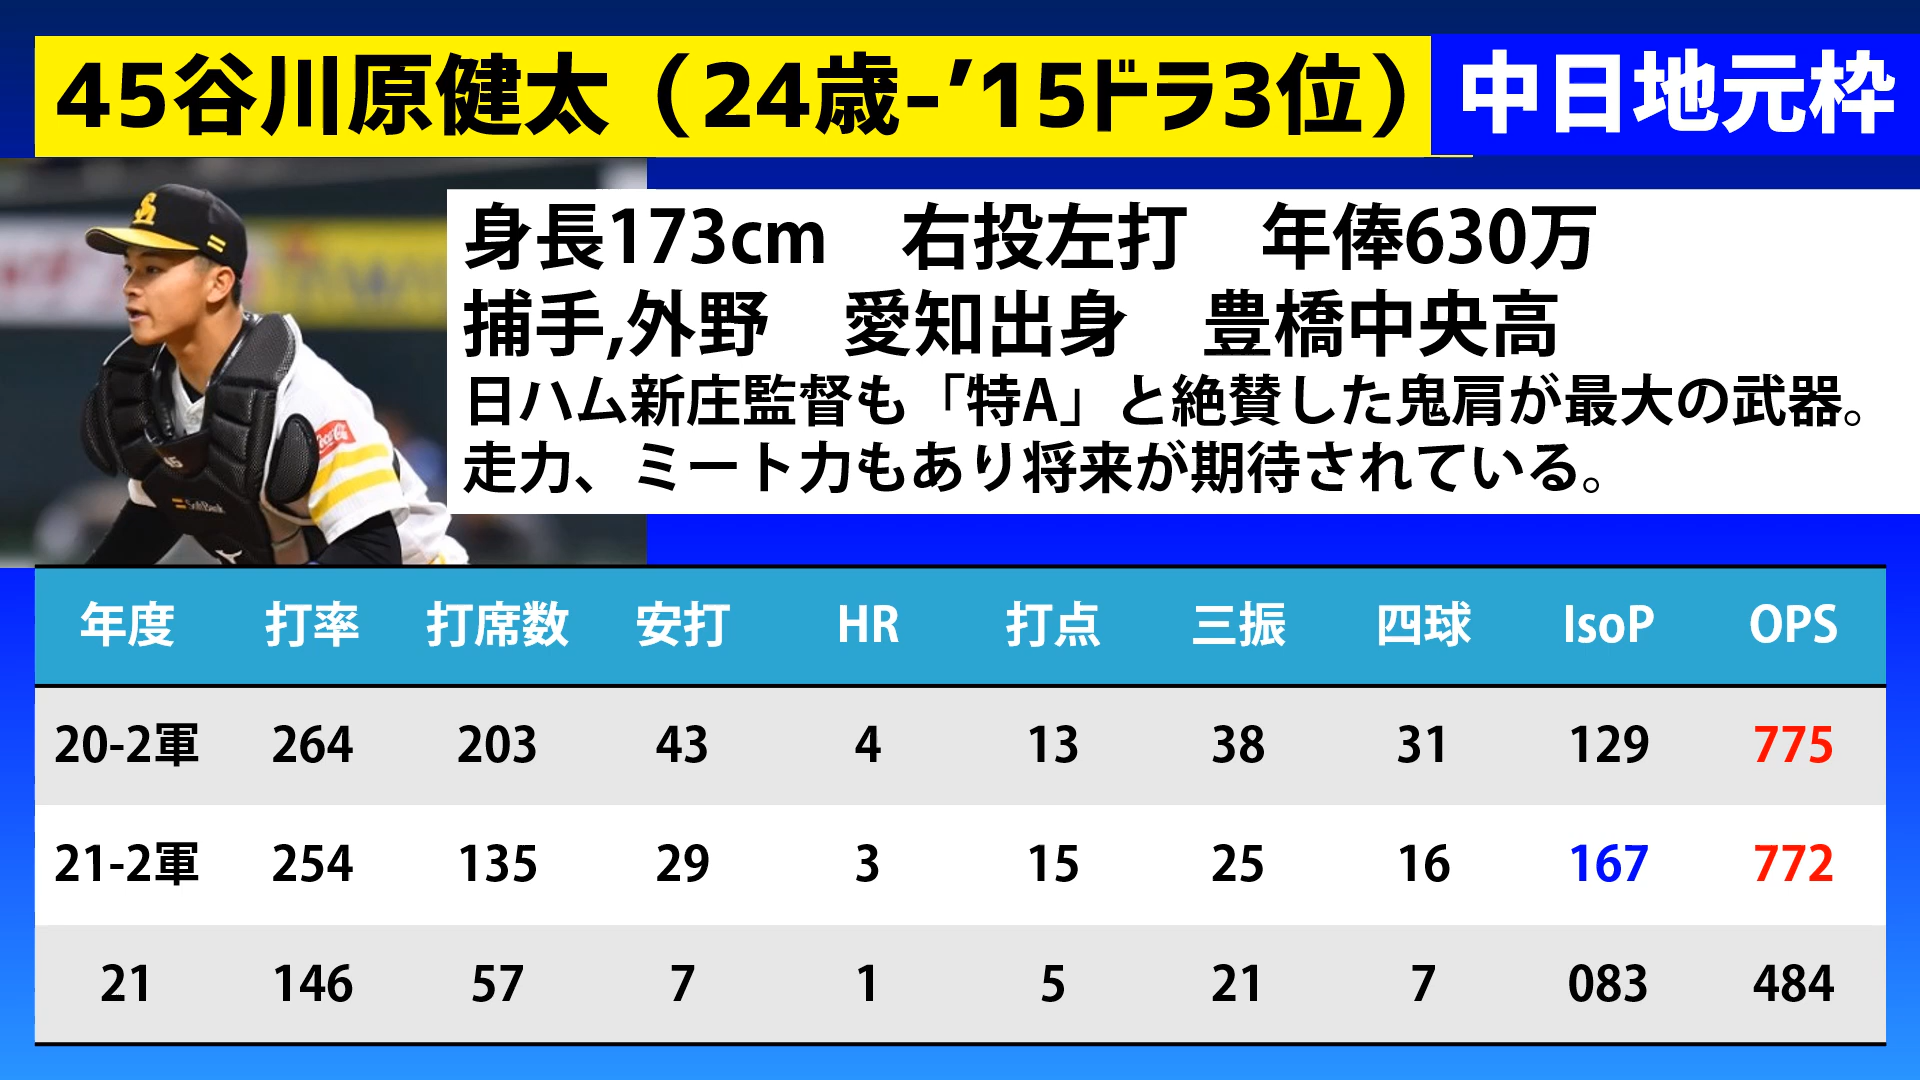 45谷川原健太（24歳-’15ドラ3位）
中日地元枠
身長173cm　右投左打　年俸630万
捕手,外野　愛知出身　豊橋中央高
日ハム新庄監督も「特A」と絶賛した鬼肩が最大の武器。
走力、ミート力もあり将来が期待されている。
Coca-Cola
45
SoftBank
年度 打率 打席数 安打 HR 打点 三振 四球 IsoP OPS
20-2軍 264 203 43 4 13 38 31 129 775
21-2軍 254 135 29 3 15 25 16 167 772
21 146 57 7 1 5 21 7 083 484